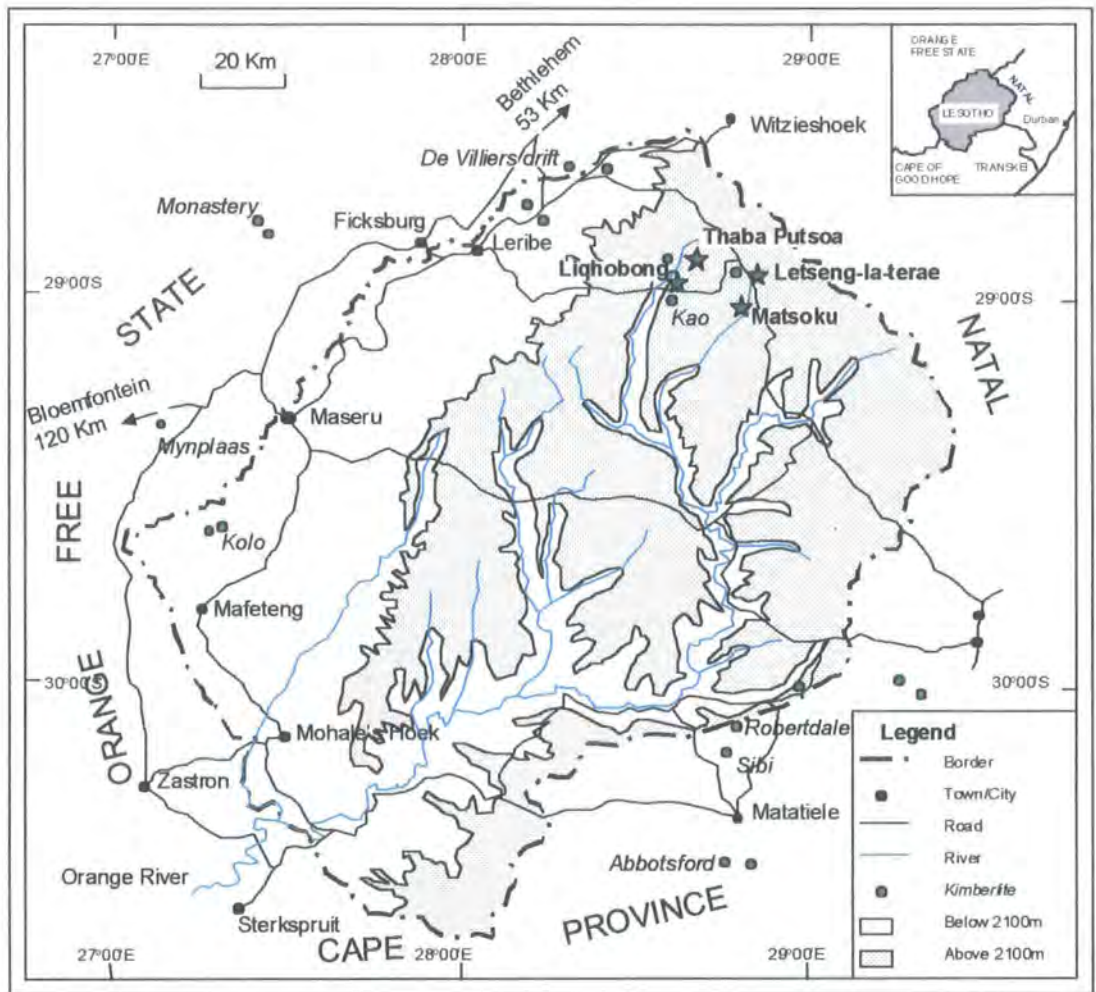 27°00'E
28°00'E
29°00'E
20 Km
Bethlehem
53 Km
ORANGE
FREE STATE
NATAL
LESOTHO
Durban
CAPE OF
GOOD HOPE
TRANSKEI
Witzieshoek
De Villiers drift
Monastery
Ficksburg
Leribe
Thaba Putsoa
Liqhobong
Letseng-la-terae
29°00'S
29°00'S
Kao
Matsoku
STATE
NATAL
Bloemfontein
120 Km
Maseru
Mynplaas
FREE
Kolo
Mafeteng
30°00'S
30°00'S
ORANGE
Mohale's Hoek
Robertdale
Sibi
Zastron
Matatiele
Orange River
Abbotsford
Sterkspruit
CAPE
PROVINCE
Legend
Border
Town/City
Road
River
Kimberlite
Below 2100m
Above 2100m
27°00'E
28°00'E
29°00'E